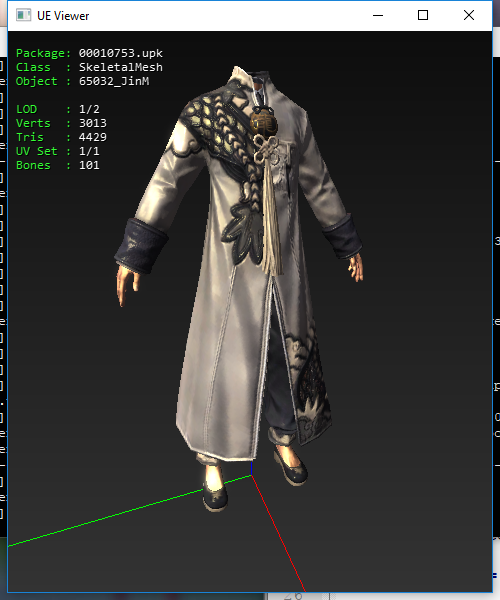 UE Viewer
Package: 00010753.upk
Class : SkeletalMesh
Object : 65032_JinM
LOD : 1/2
Verts : 3013
Tris : 4429
UV Set : 1/1
Bones : 101